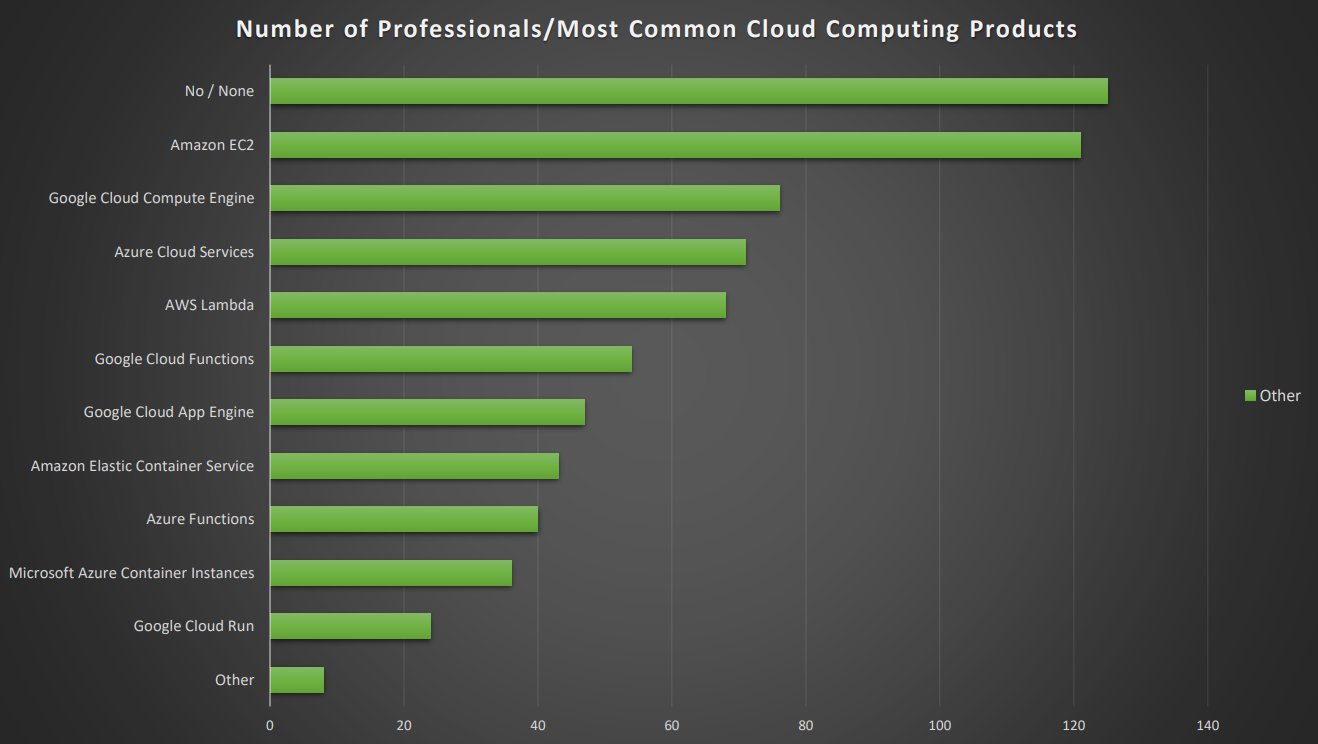 Number of Professionals/Most Common Cloud Computing Products
No / None
Amazon EC2
Google Cloud Compute Engine
Azure Cloud Services
AWS Lambda
Google Cloud Functions
Google Cloud App Engine
Amazon Elastic Container Service
Azure Functions
Microsoft Azure Container Instances
Google Cloud Run
Other
0 20 40 60 80 100 120 140
Other